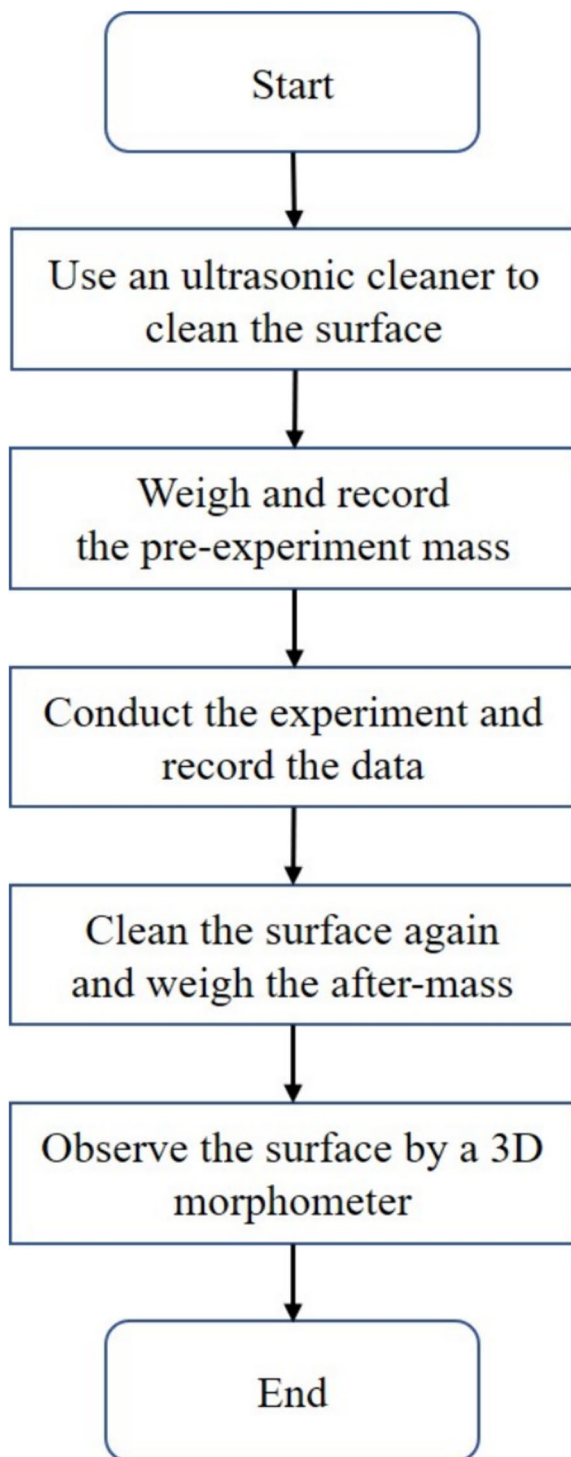 Start
Use an ultrasonic cleaner to
clean the surface
Weigh and record
the pre-experiment mass
Conduct the experiment and
record the data
Clean the surface again
and weigh the after-mass
Observe the surface by a 3D
morphometer
End